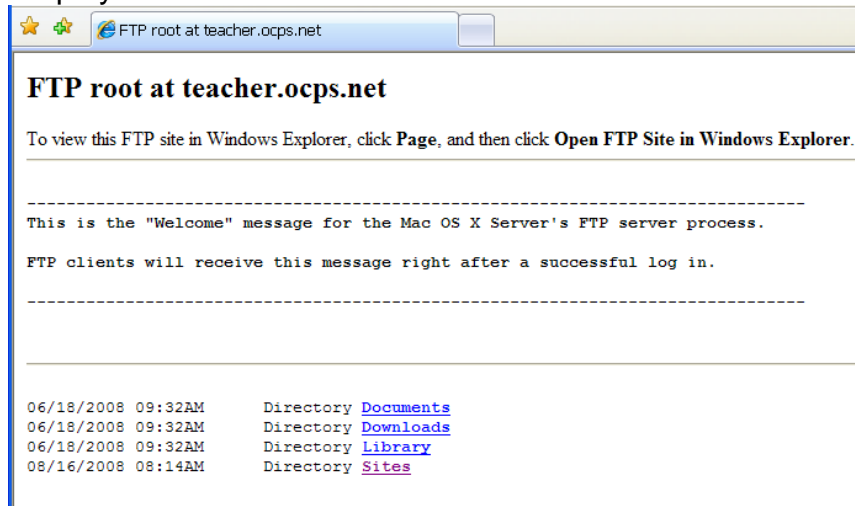 FTP root at teacher.ocps.net
FTP root at teacher.ocps.net
To view this FTP site in Windows Explorer, click Page, and then click Open FTP Site in Windows Explorer.
--------------------------------------------------------------------------------
This is the "Welcome" message for the Mac OS X Server's FTP server process.
FTP clients will receive this message right after a successful log in.
--------------------------------------------------------------------------------
06/18/2008 09:32AM Directory Documents
06/18/2008 09:32AM Directory Downloads
06/18/2008 09:32AM Directory Library
08/16/2008 08:14AM Directory Sites